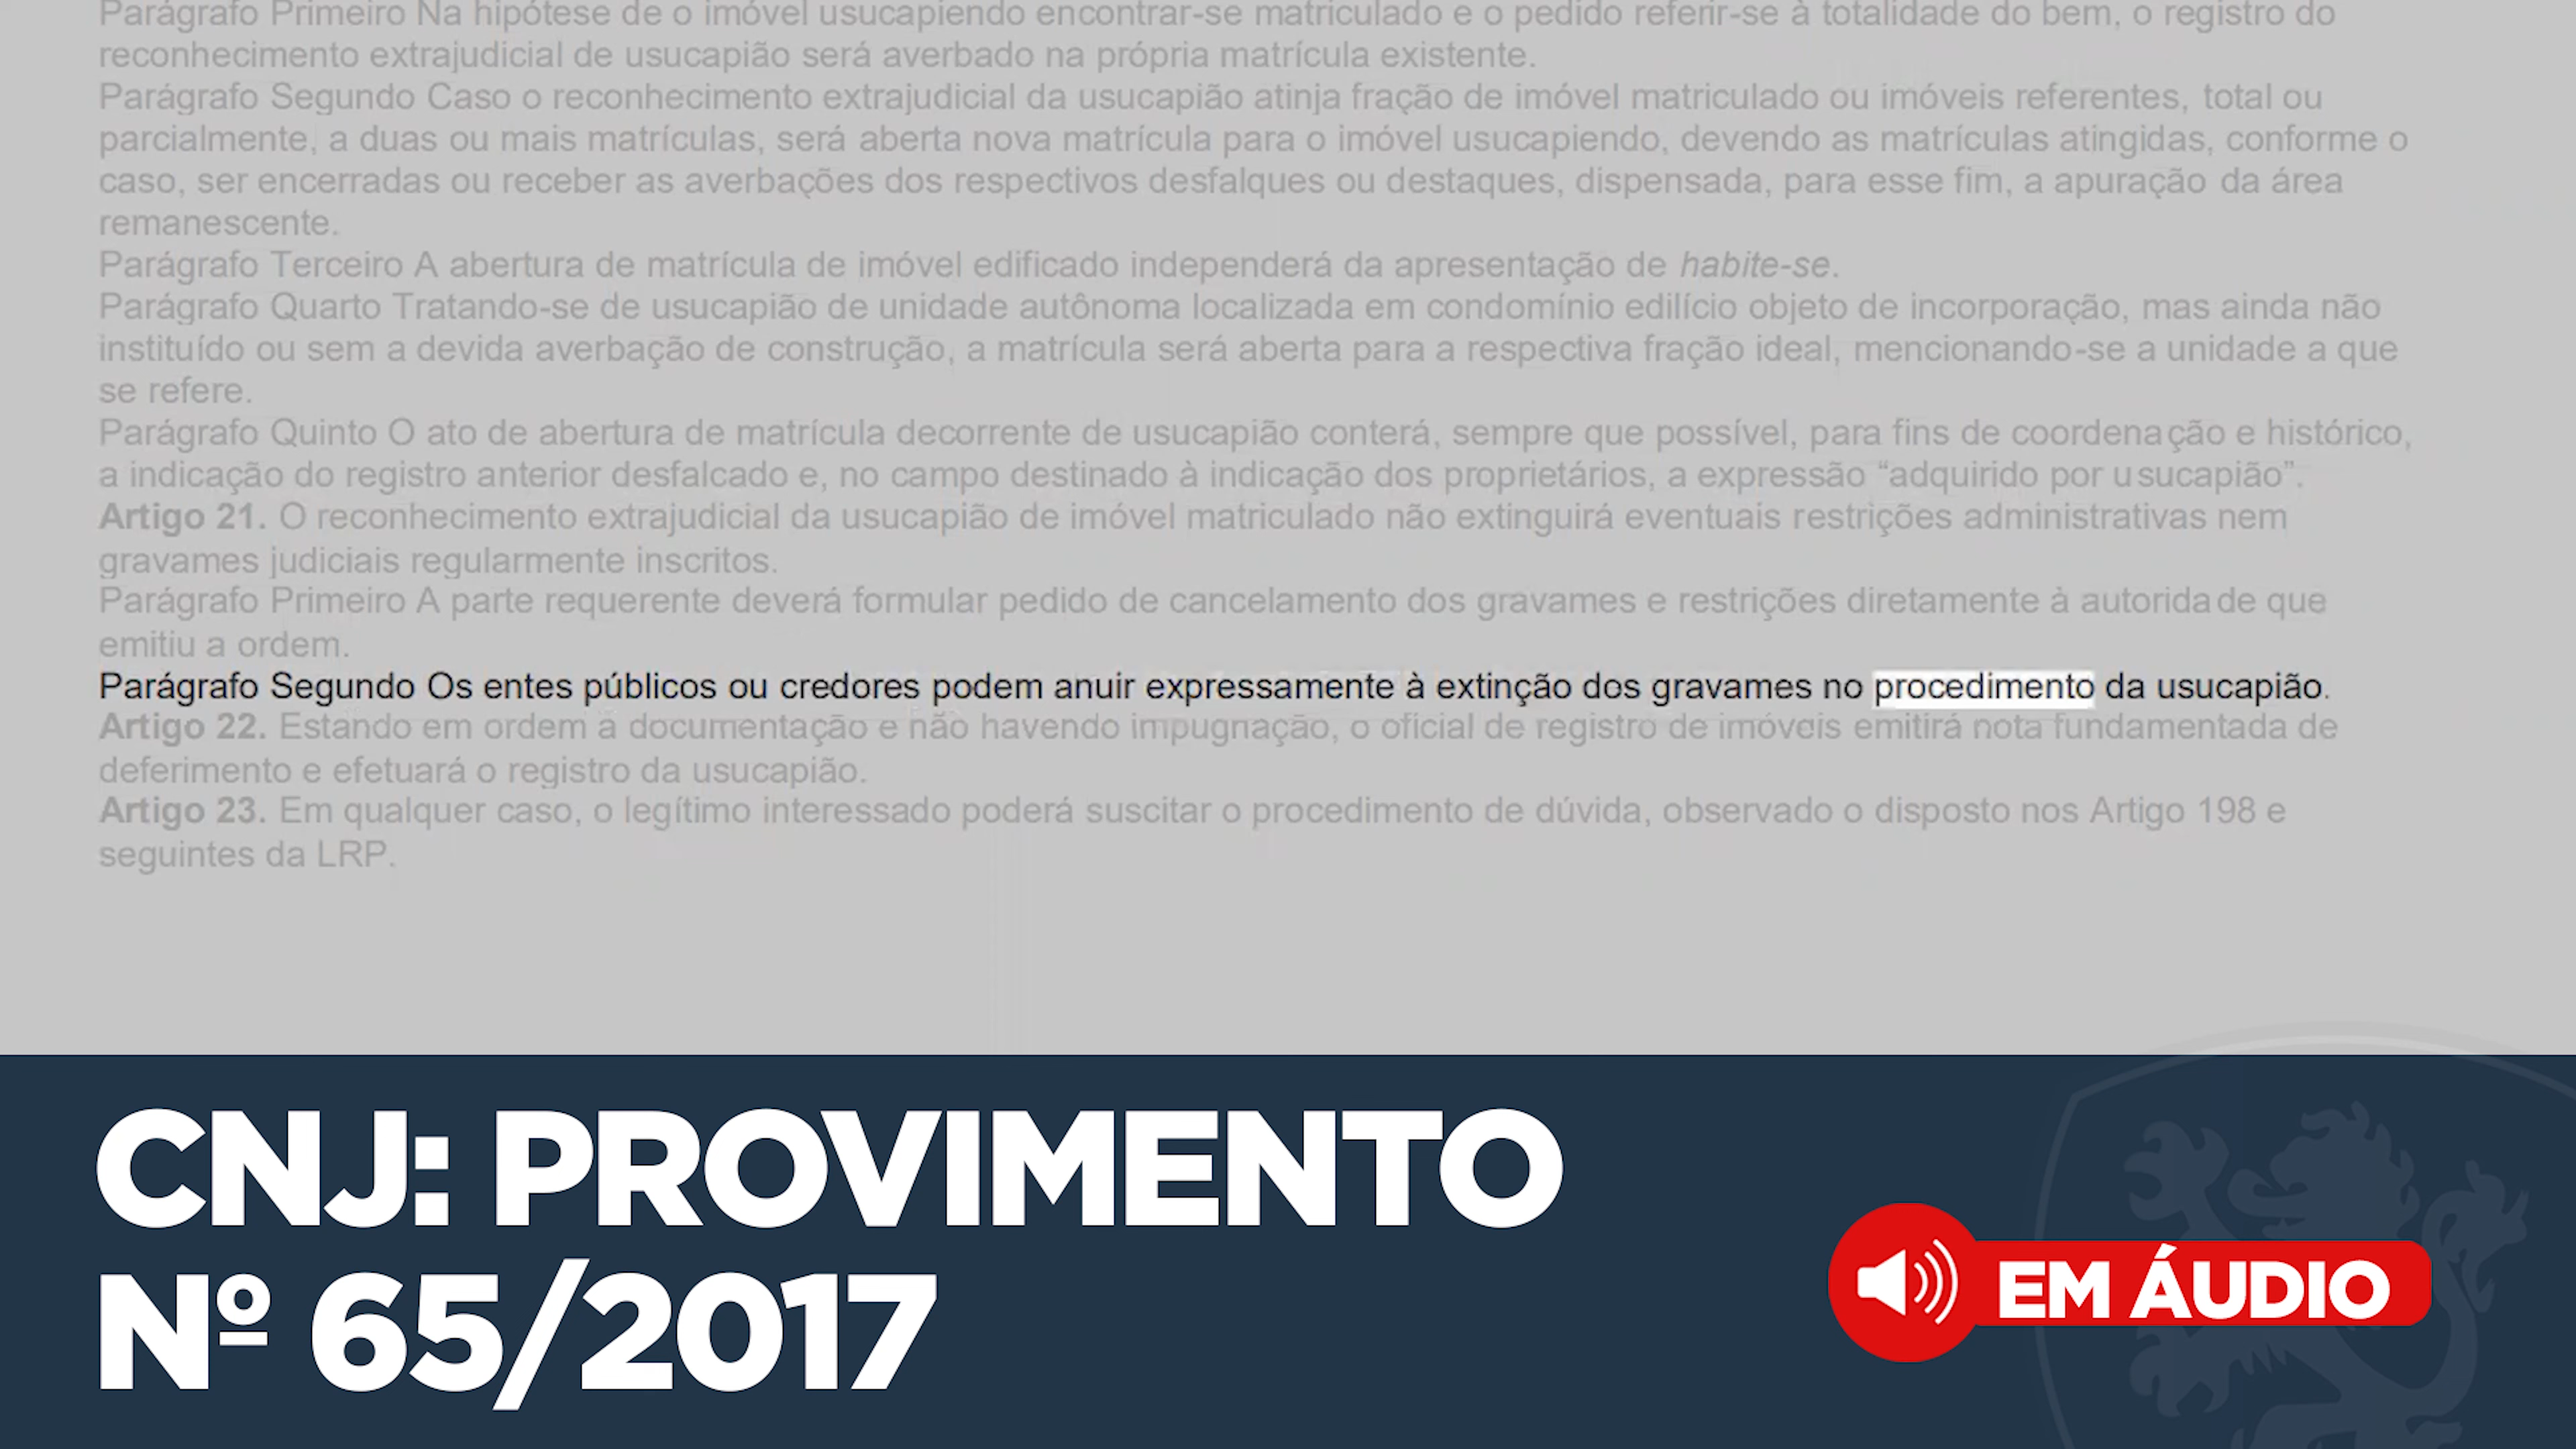 Parágrafo Primeiro Na hipótese de o imóvel usucapiendo encontrar-se matriculado e o pedido referir-se à totalidade do bem, o registro do
reconhecimento extrajudicial de usucapião será averbado na própria matrícula existente.
Parágrafo Segundo Caso o reconhecimento extrajudicial da usucapião atinja fração de imóvel matriculado ou imóveis referentes, total ou
parcialmente, a duas ou mais matrículas, será aberta nova matrícula para o imóvel usucapiendo, devendo as matrículas atingidas, conforme o
caso, ser encerradas ou receber as averbações dos respectivos desfalques ou destaques, dispensada, para esse fim, a apuração da área
remanescente.
Parágrafo Terceiro A abertura de matrícula de imóvel edificado independerá da apresentação de habite-se.
Parágrafo Quarto Tratando-se de usucapião de unidade autônoma localizada em condomínio edilício objeto de incorporação, mas ainda não
instituído ou sem a devida averbação de construção, a matrícula será aberta para a respectiva fração ideal, mencionando-se a unidade a que
se refere.
Parágrafo Quinto O ato de abertura de matrícula decorrente de usucapião conterá, sempre que possível, para fins de coordenação e histórico,
a indicação do registro anterior desfalcado e, no campo destinado à indicação dos proprietários, a expressão “adquirido por usucapião”.
Artigo 21. O reconhecimento extrajudicial da usucapião de imóvel matriculado não extinguirá eventuais restrições administrativas nem
gravames judiciais regularmente inscritos.
Parágrafo Primeiro A parte requerente deverá formular pedido de cancelamento dos gravames e restrições diretamente à autoridade que
emitiu a ordem.
Parágrafo Segundo Os entes públicos ou credores podem anuir expressamente à extinção dos gravames no procedimento da usucapião.
Artigo 22. Estando em ordem a documentação e não havendo impugnação, o oficial de registro de imóveis emitirá nota fundamentada de
deferimento e efetuará o registro da usucapião.
Artigo 23. Em qualquer caso, o legítimo interessado poderá suscitar o procedimento de dúvida, observado o disposto nos Artigo 198 e
seguintes da LRP.
CNJ: PROVIMENTO
Nº 65/2017
EM ÁUDIO